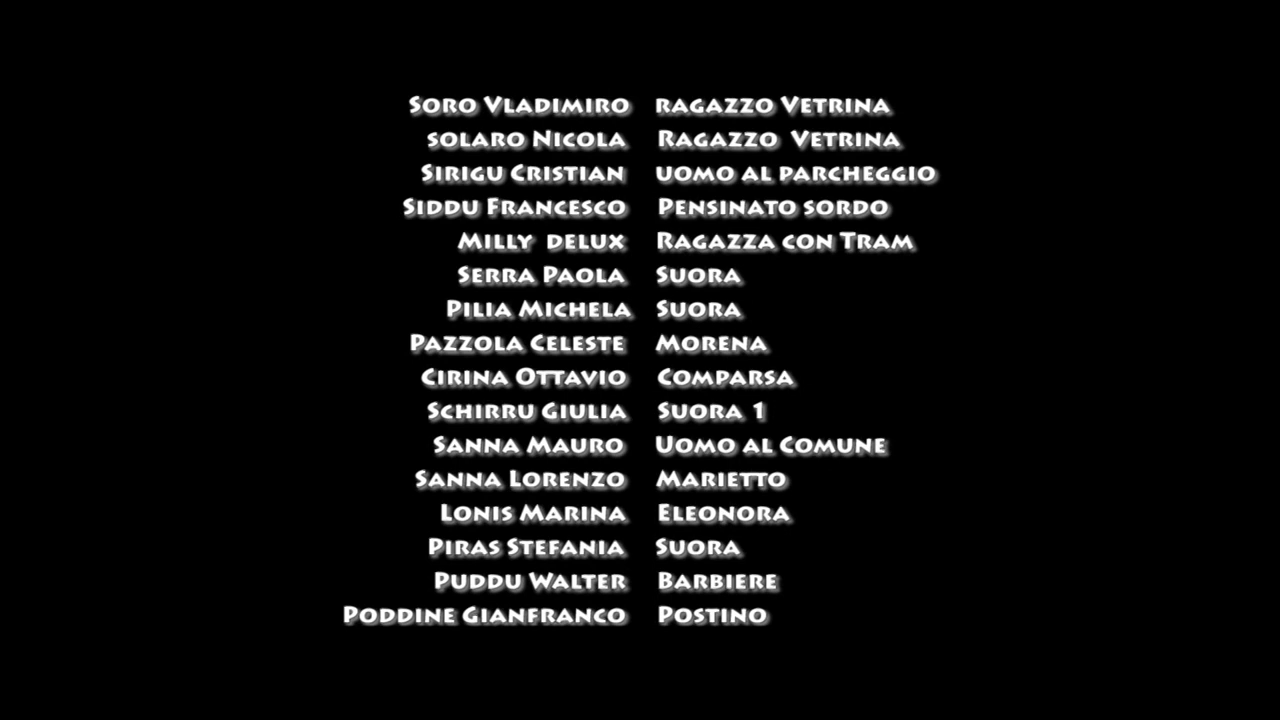 Soro Vladimiro ragazzo Vetrina
solaro Nicola Ragazzo Vetrina
Sirigu Cristian uomo al parcheggio
Siddu Francesco Pensinato sordo
Milly delux Ragazza con Tram
Serra Paola Suora
Pilia Michela Suora
Pazzola Celeste Morena
Cirina Ottavio Comparsa
Schirru Giulia Suora 1
Sanna Mauro Uomo al Comune
Sanna Lorenzo Marietto
Lonis Marina Eleonora
Piras Stefania Suora
Puddu Walter Barbiere
Poddine Gianfranco Postino